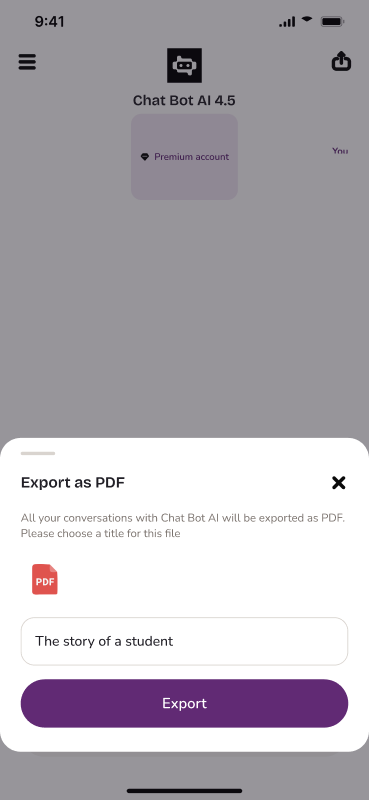 9:41
Chat Bot AI 4.5
Premium account
You
Export as PDF
All your conversations with Chat Bot AI will be exported as PDF.
Please choose a title for this file
PDF
The story of a student
Export